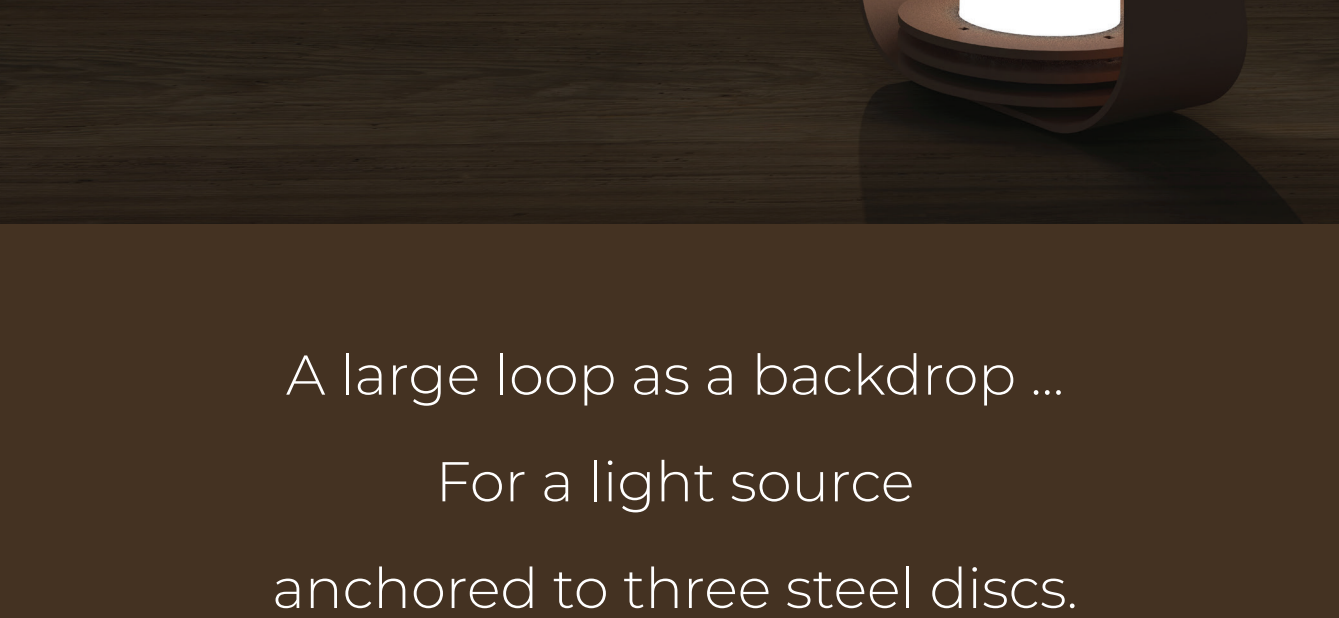 A large loop as a backdrop ...
For a light source
anchored to three steel discs.